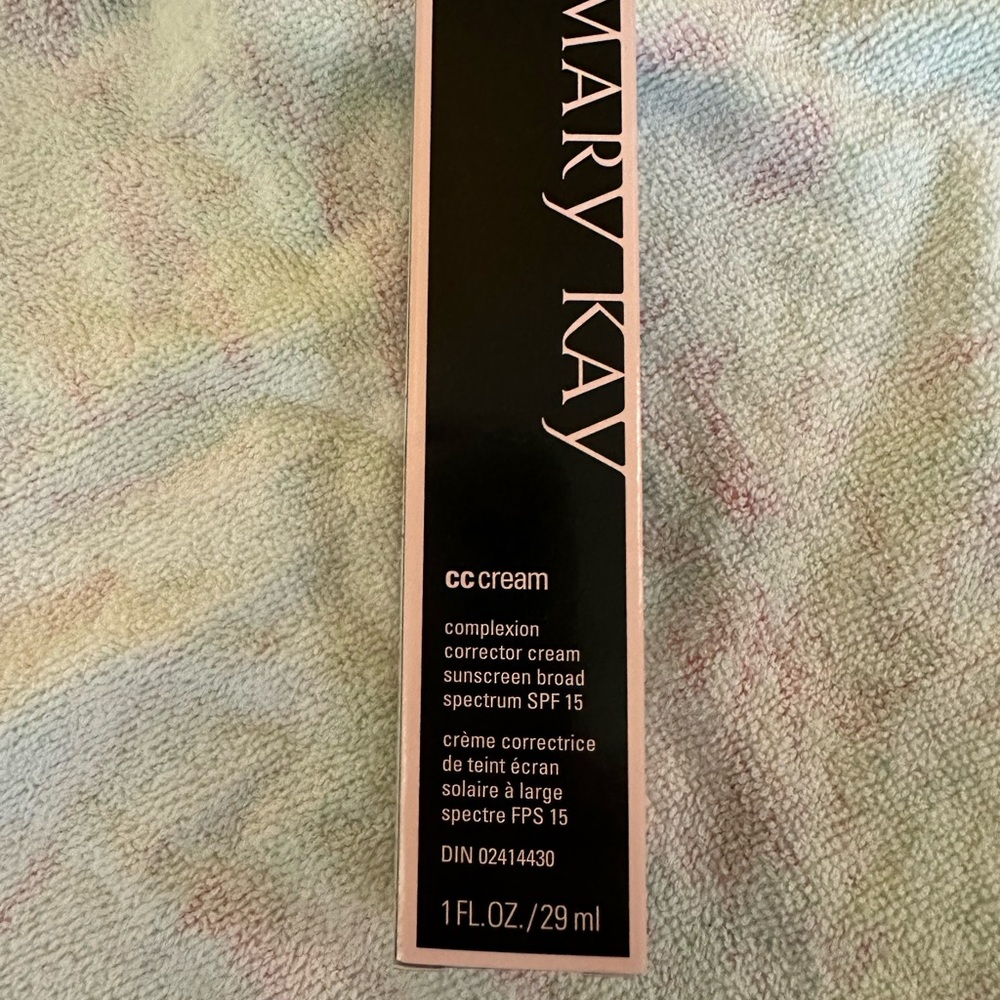 MARY KAY
cc cream
complexion
corrector cream
sunscreen broad
spectrum SPF 15
crème correctrice
de teint écran
solaire à large
spectre FPS 15
DIN 02414430
1 FL.OZ. / 29 ml